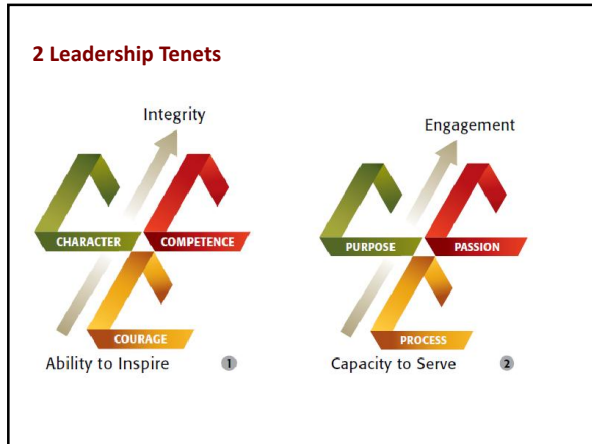 2 Leadership Tenets
Integrity
CHARACTER
COMPETENCE
COURAGE
Ability to Inspire 1
Engagement
PURPOSE
PASSION
PROCESS
Capacity to Serve 2